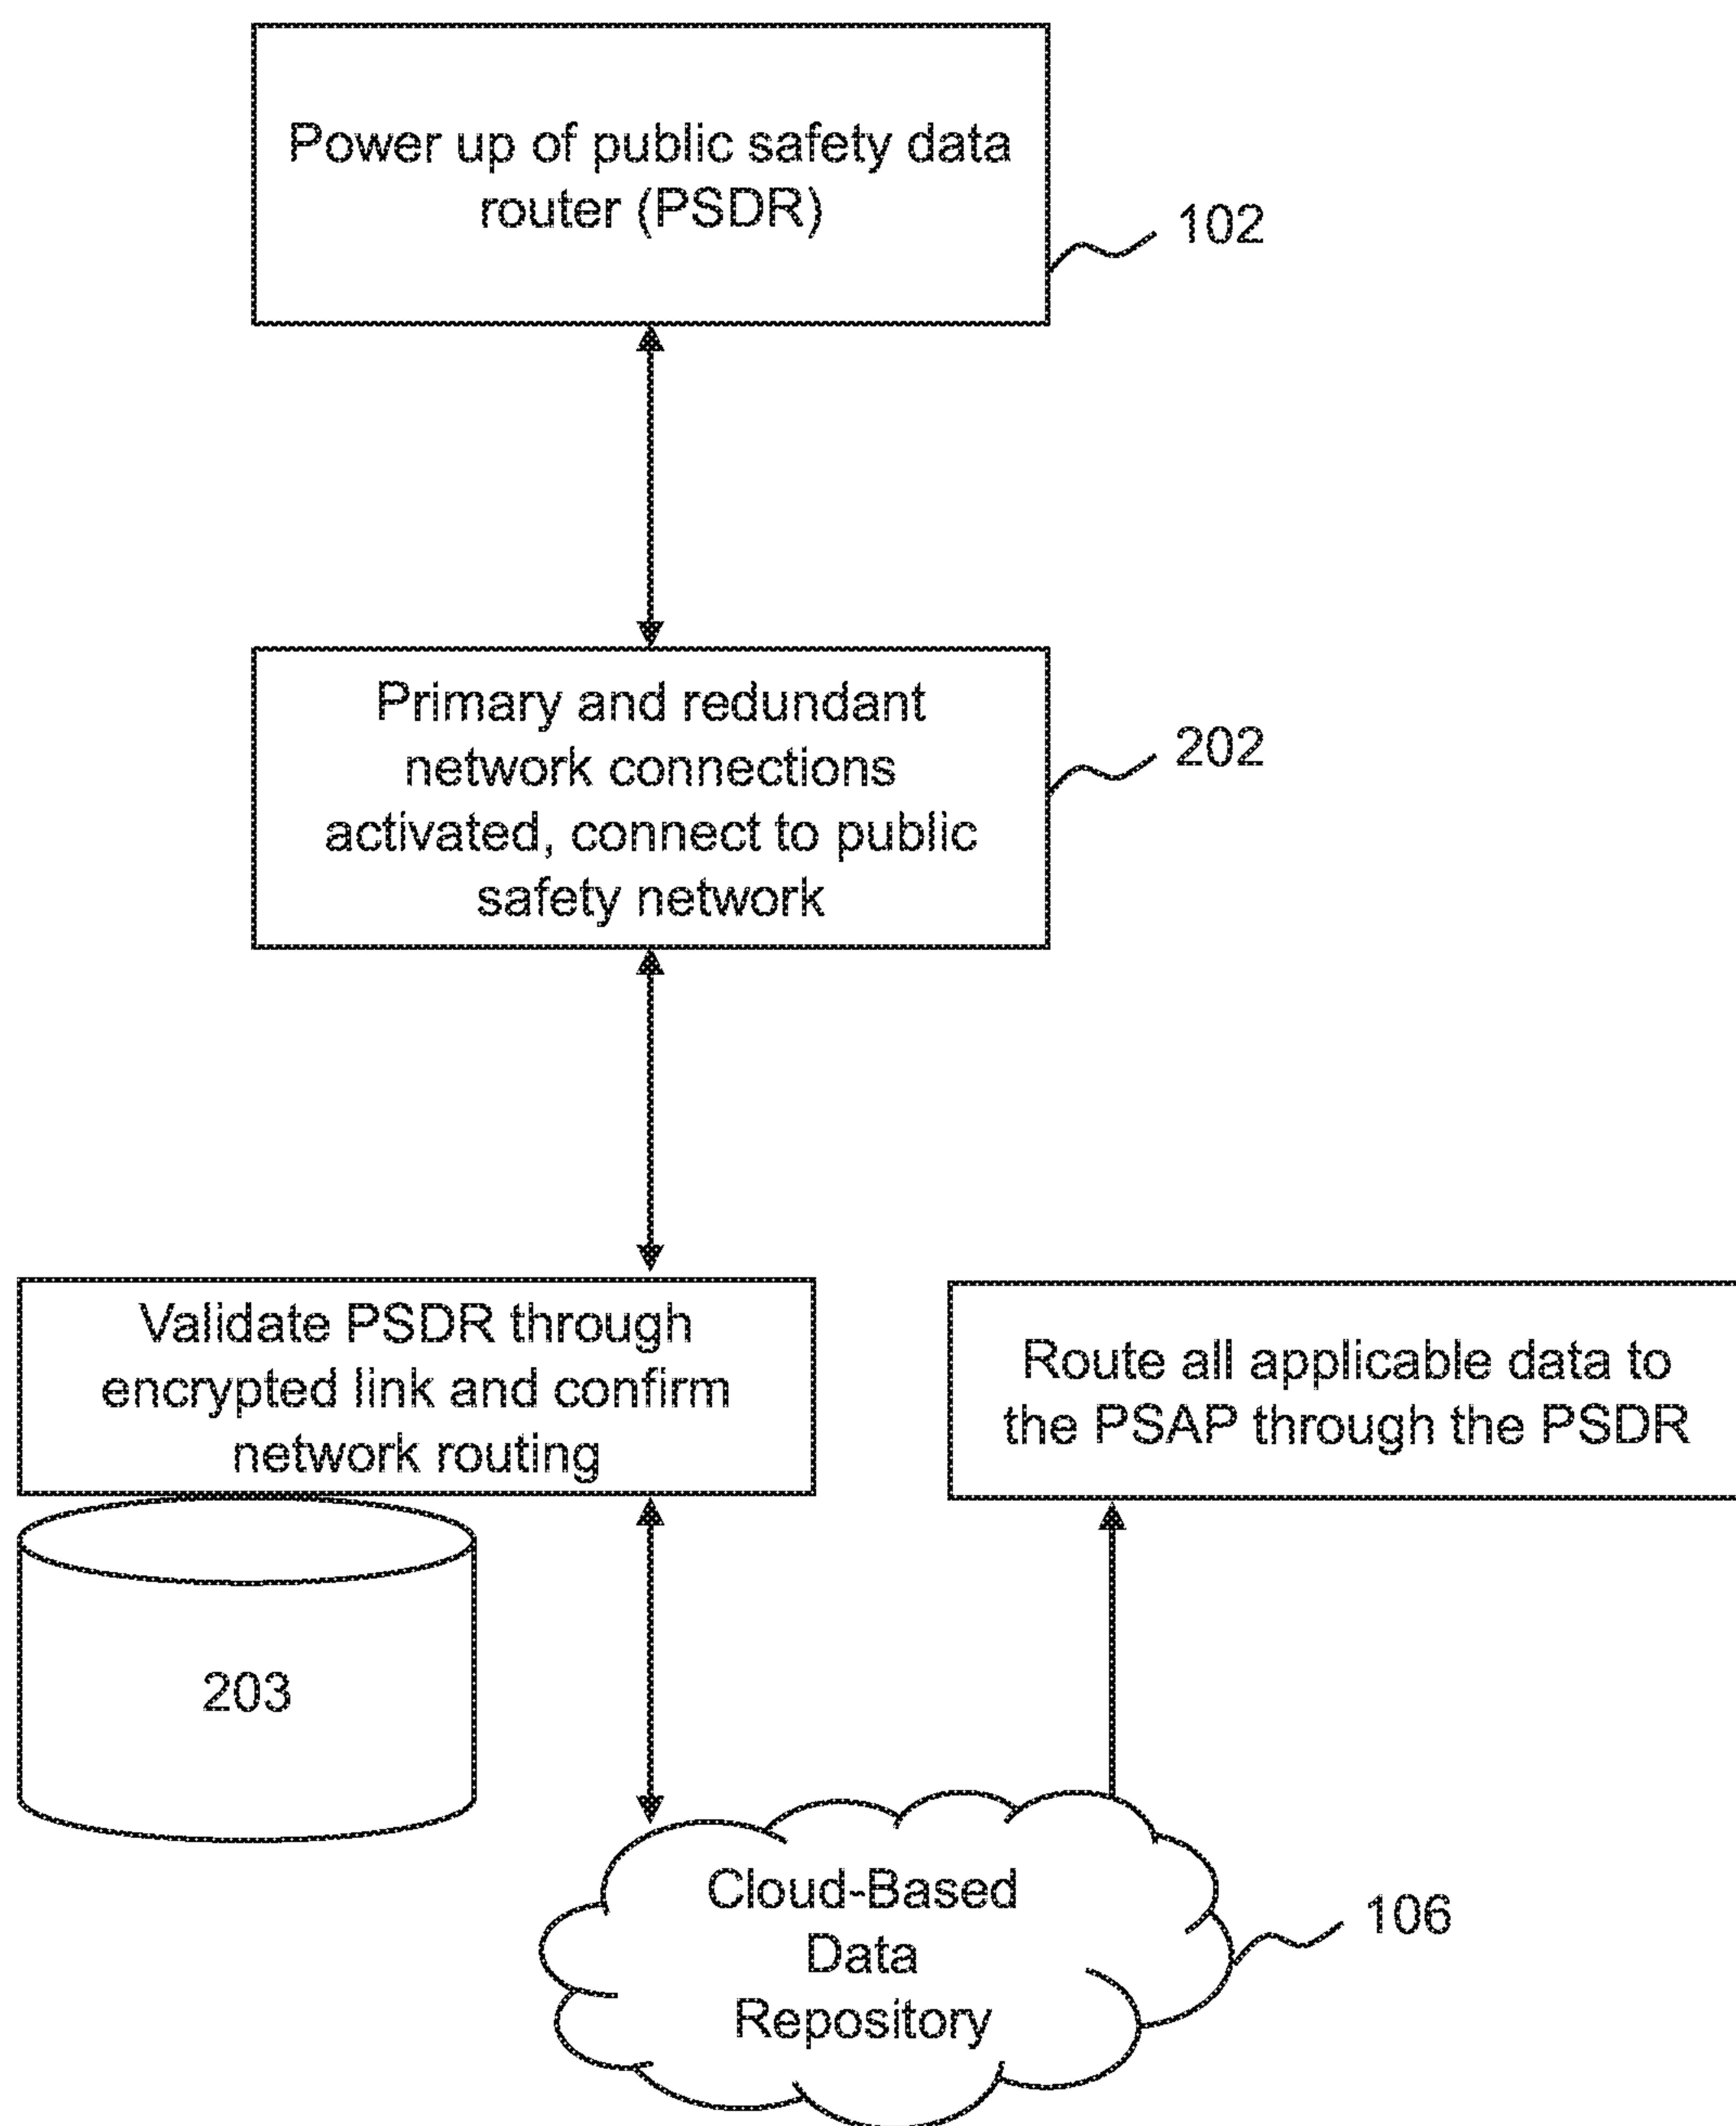 Power up of public safety data
router (PSDR)
102
Primary and redundant
network connections
activated, connect to public
safety network
202
Validate PSDR through
encrypted link and confirm
network routing
Route all applicable data to
the PSAP through the PSDR
203
Cloud-Based
Data
Repository
106